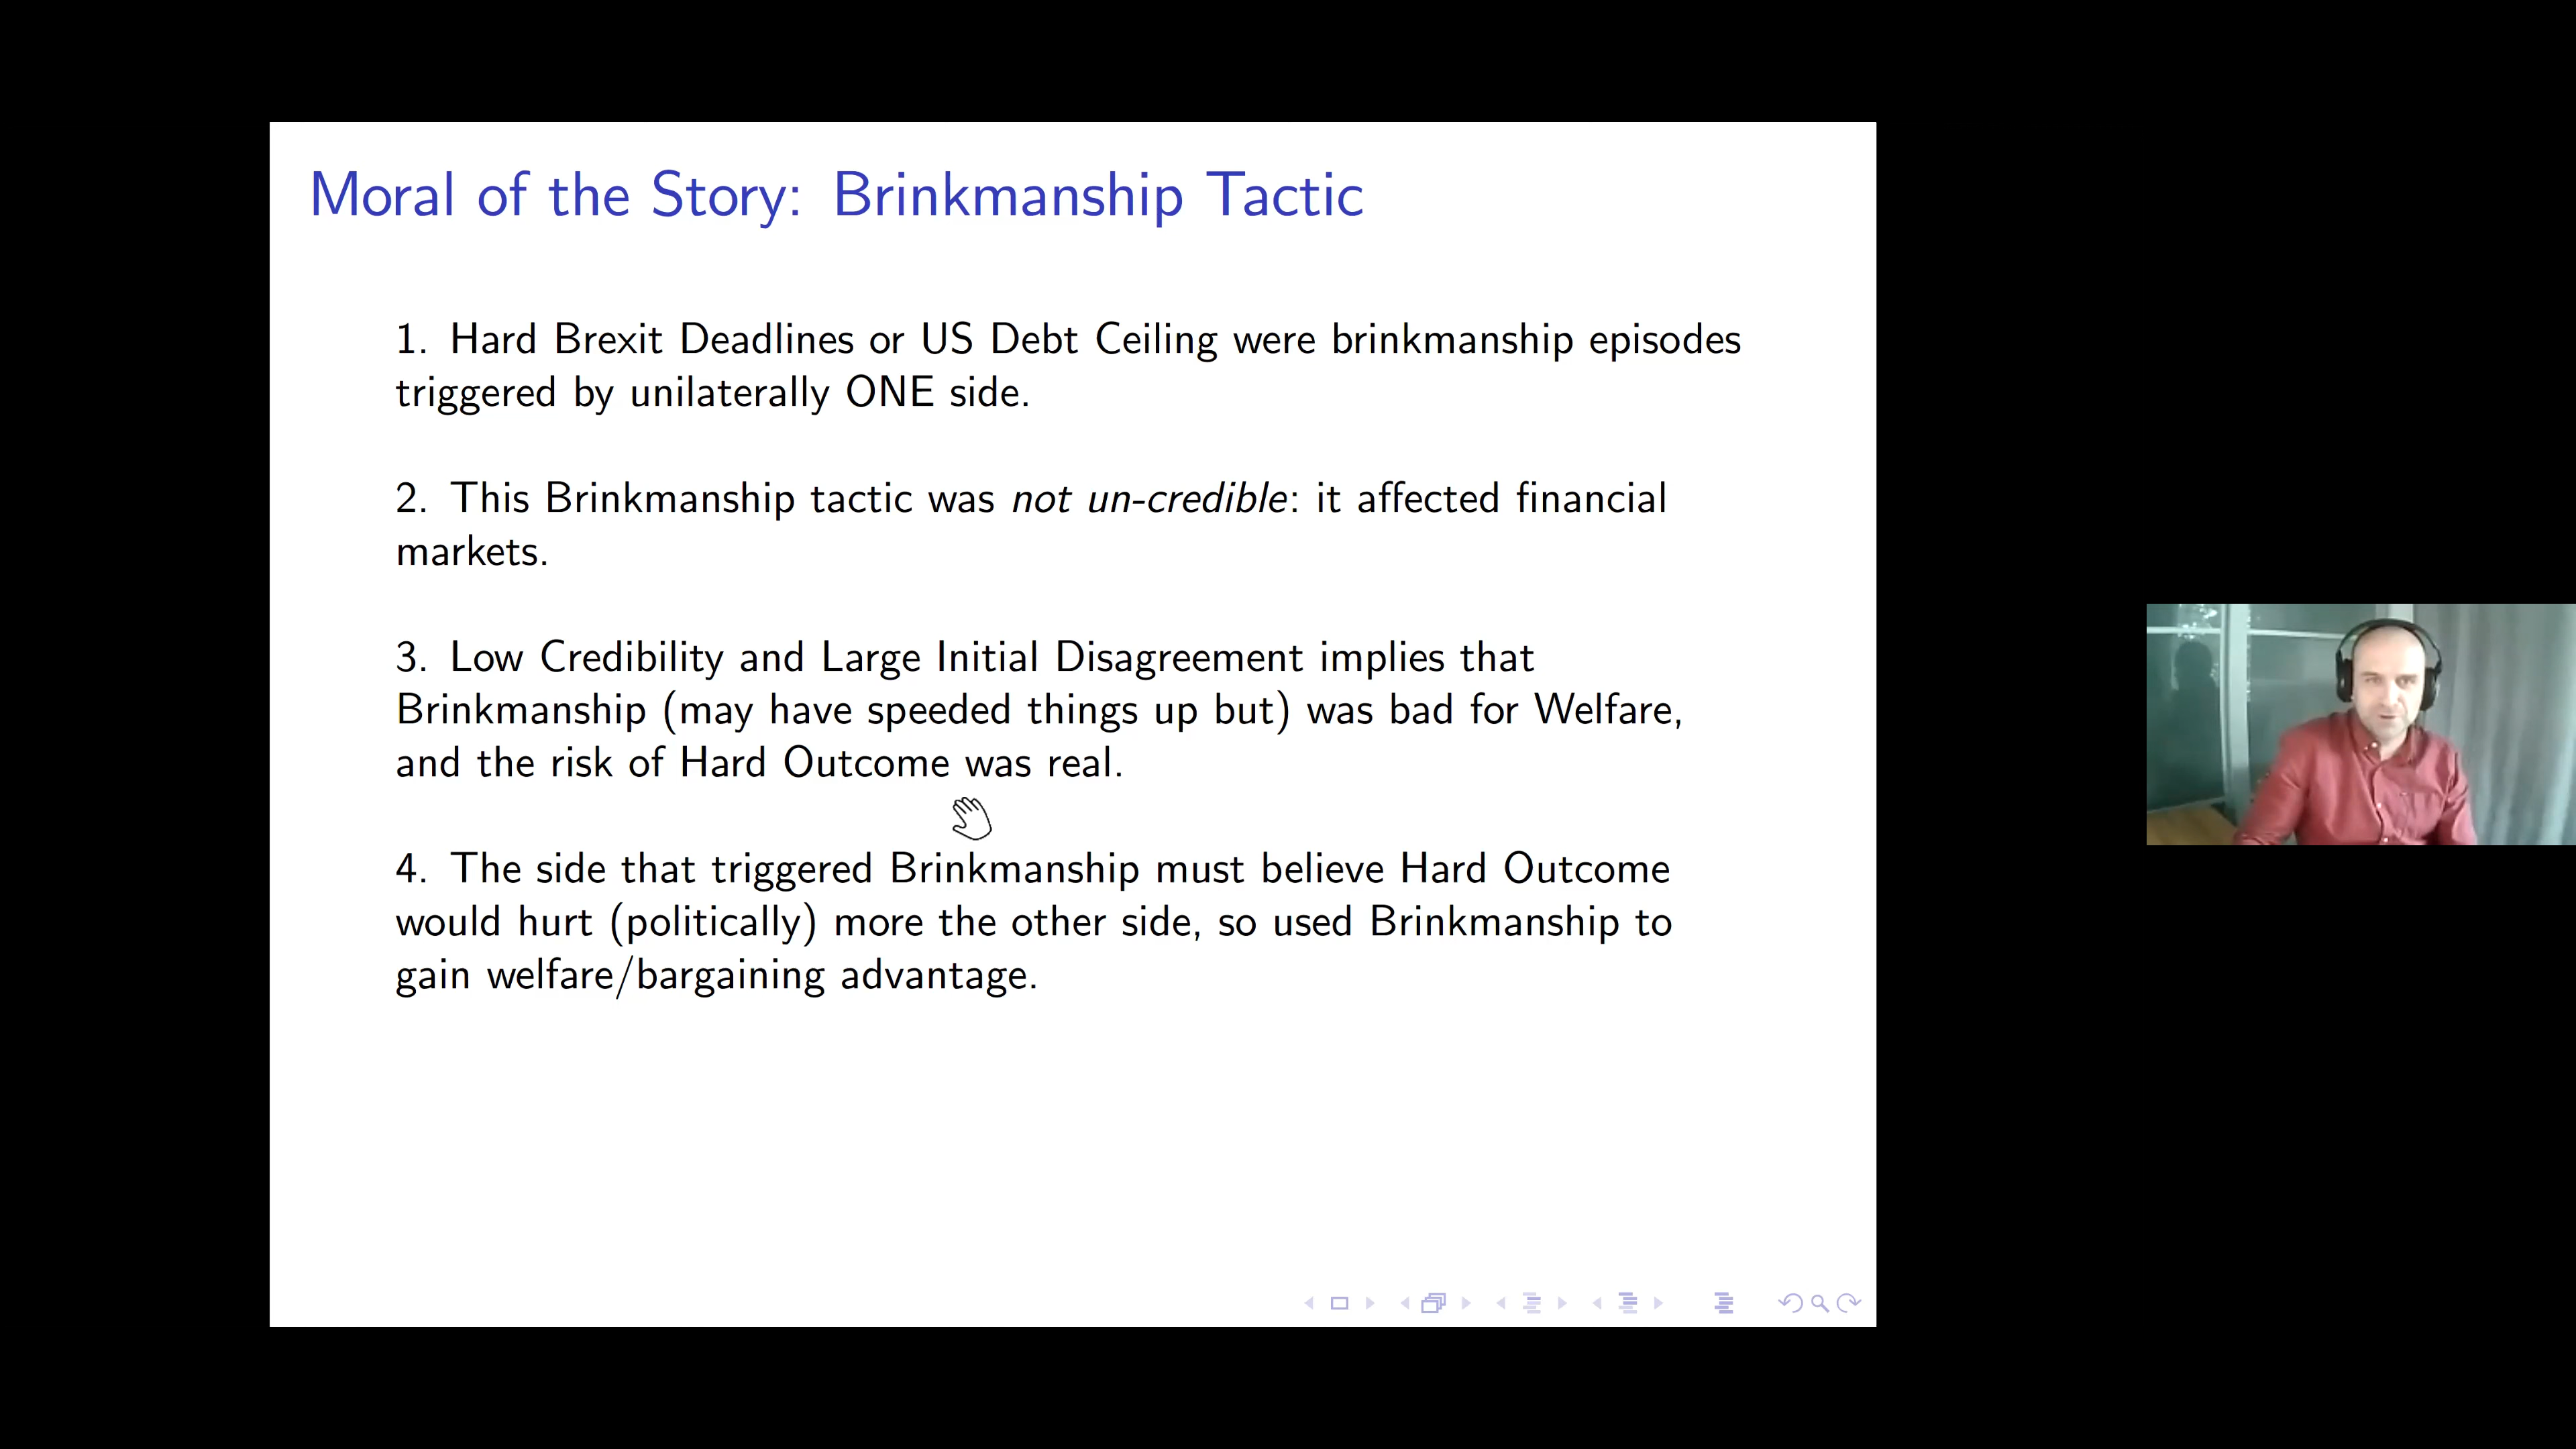 Moral of the Story: Brinkmanship Tactic
1. Hard Brexit Deadlines or US Debt Ceiling were brinkmanship episodes
triggered by unilaterally ONE side.
2. This Brinkmanship tactic was not un-credible: it affected financial
markets.
3. Low Credibility and Large Initial Disagreement implies that
Brinkmanship (may have speeded things up but) was bad for Welfare,
and the risk of Hard Outcome was real.
4. The side that triggered Brinkmanship must believe Hard Outcome
would hurt (politically) more the other side, so used Brinkmanship to
gain welfare/bargaining advantage.